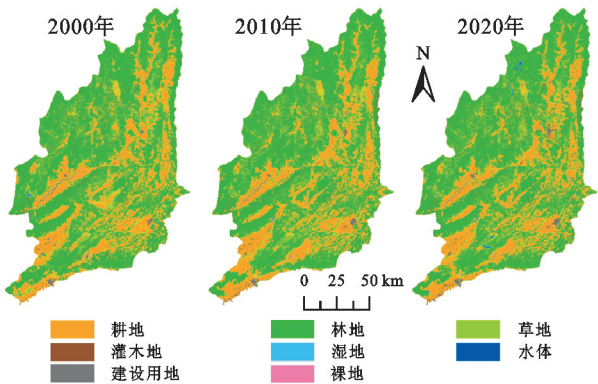 2000年 2010年 2020年
N
0 25 50 km
耕地 林地 草地
灌木地 湿地 水体
建设用地 裸地